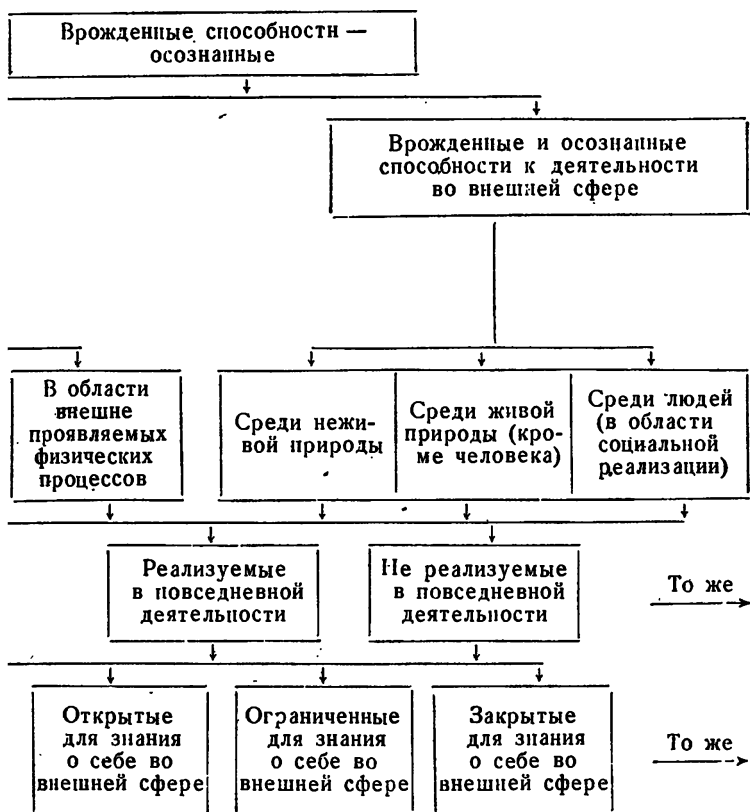 Врожденные способности —
осознанные
Врожденные и осознанные
способности к деятельности
во внешней сфере
В области
внешне
проявляемых
физических
процессов
Среди нежи-
вой природы
Среди живой
природы (кро-
ме человека)
Среди людей
(в области
социальной
реализации)
Реализуемые
в повседневной
деятельности
Не реализуемые
в повседневной
деятельности
То же
Открытые
для знания
о себе во
внешней сфере
Ограниченные
для знания
о себе во
внешней сфере
Закрытые
для знания
о себе во
внешней сфере
То же